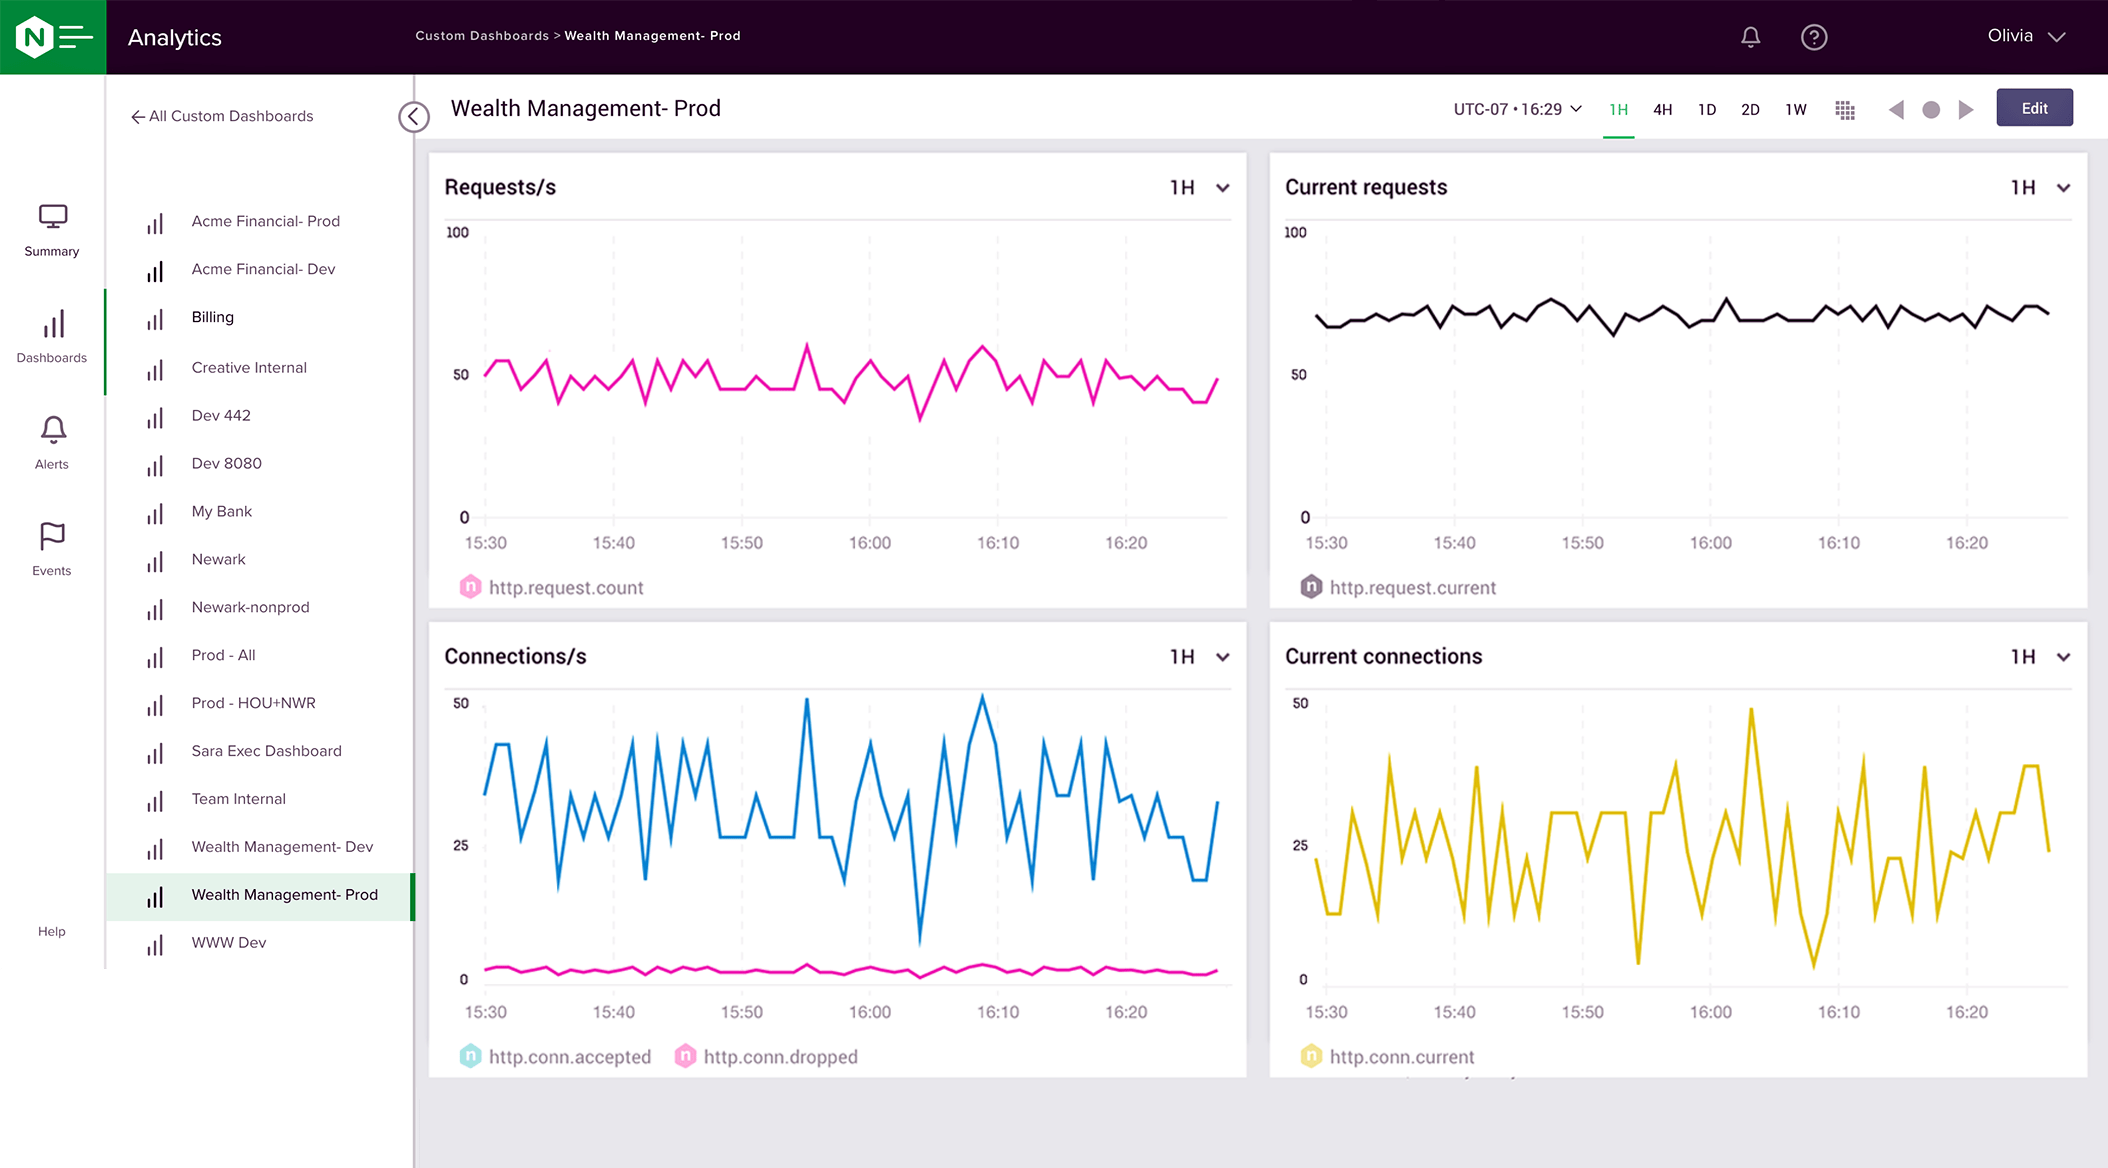 N
Analytics
Custom Dashboards > Wealth Management- Prod
?
Olivia
All Custom Dashboards
Wealth Management- Prod
UTC-07 • 16:29
1H
4H
1D
2D
1W
Edit
Summary
Dashboards
Alerts
Events
Help
Acme Financial- Prod
Acme Financial- Dev
Billing
Creative Internal
Dev 442
Dev 8080
My Bank
Newark
Newark-nonprod
Prod - All
Prod - HOU+NWR
Sara Exec Dashboard
Team Internal
Wealth Management- Dev
Wealth Management- Prod
WWW Dev
Requests/s
1H
100
50
0
15:30 15:40 15:50 16:00 16:10 16:20
n http.request.count
Current requests
1H
100
50
0
15:30 15:40 15:50 16:00 16:10 16:20
n http.request.current
Connections/s
1H
50
25
0
15:30 15:40 15:50 16:00 16:10 16:20
n http.conn.accepted n http.conn.dropped
Current connections
1H
50
25
0
15:30 15:40 15:50 16:00 16:10 16:20
n http.conn.current